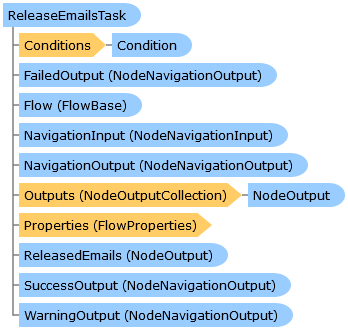 ReleaseEmailsTask
Conditions Condition
FailedOutput (NodeNavigationOutput)
Flow (FlowBase)
NavigationInput (NodeNavigationInput)
NavigationOutput (NodeNavigationOutput)
Outputs (NodeOutputCollection) NodeOutput
Properties (FlowProperties)
ReleasedEmails (NodeOutput)
SuccessOutput (NodeNavigationOutput)
WarningOutput (NodeNavigationOutput)